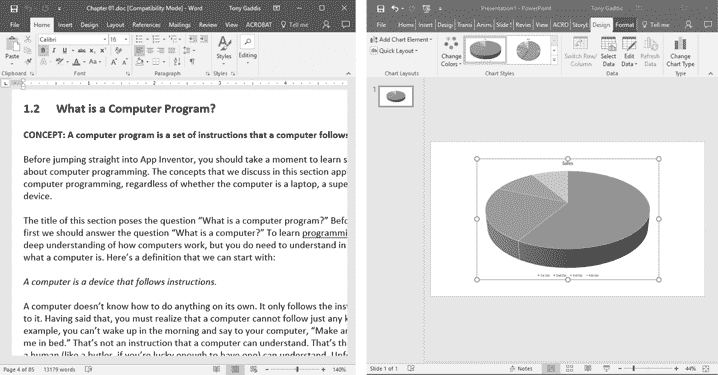 Chapter 01.doc [Compatibility Mode] - Word
Tony Gaddis
File
Home
Insert
Design
Layout
References
Mailings
Review
View
ACROBAT
Tell me
Calibri
16
Paste
Styles
Editing
Clipboard
Font
Paragraph
Styles
1.2 What is a Computer Program?
CONCEPT: A computer program is a set of instructions that a computer follows
Before jumping straight into App Inventor, you should take a moment to learn s
about computer programming. The concepts that we discuss in this section app
computer programming, regardless of whether the computer is a laptop, a supe
device.
The title of this section poses the question “What is a computer program?” Befo
first we should answer the question “What is a computer?” To learn programmi
deep understanding of how computers work, but you do need to understand in
what a computer is. Here’s a definition that we can start with:
A computer is a device that follows instructions.
A computer doesn’t know how to do anything on its own. It only follows the inst
to it. Having said that, you must realize that a computer cannot follow just any k
example, you can’t wake up in the morning and say to your computer, “Make ar
me in bed.” That’s not an instruction that a computer can understand. That’s th
a human (like a butler, if you’re lucky enough to have one) can understand. Unfo
Page 4 of 85
13179 words
140%
Presentation1 - PowerPoint
Tony Gaddis
File
Home
Insert
Design
Transi
Anim
Slide
Review
View
ACRO
Storyl
Design
Format
Tell me
Add Chart Element
Quick Layout
Change
Colors
Switch Row/
Column
Select
Data
Edit
Data
Refresh
Data
Change
Chart Type
Chart Layouts
Chart Styles
Data
Type
1
Sales
Slide 1 of 1
Notes
44%